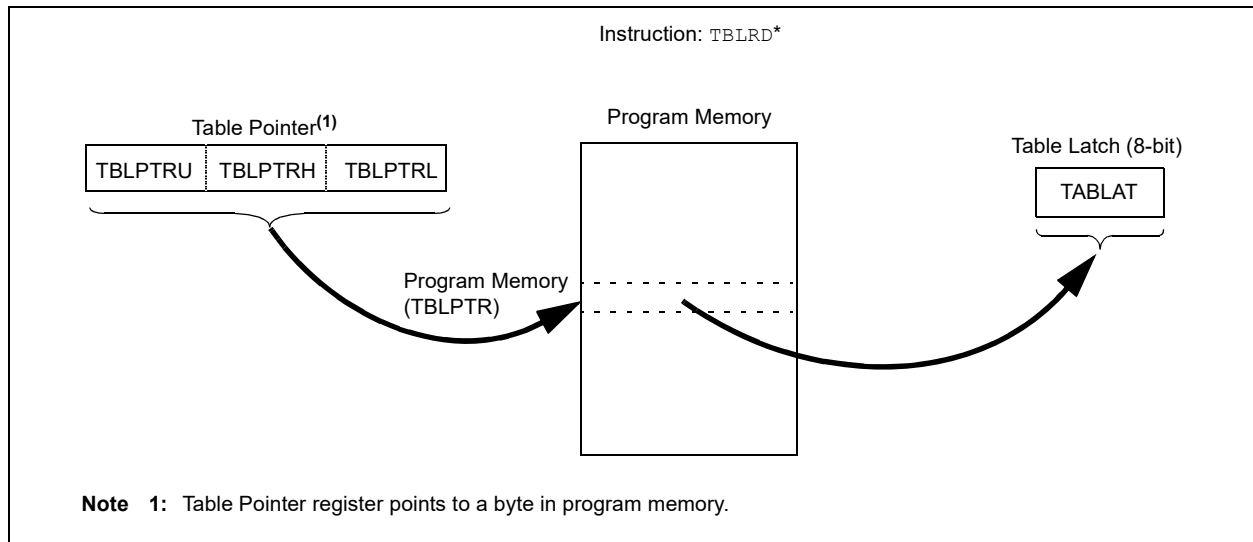 Instruction: TBLRD*
Table Pointer(1)
TBLPTRU TBLPTRH TBLPTRL
Program Memory
Table Latch (8-bit)
TABLAT
Program Memory
(TBLPTR)
Note 1: Table Pointer register points to a byte in program memory.